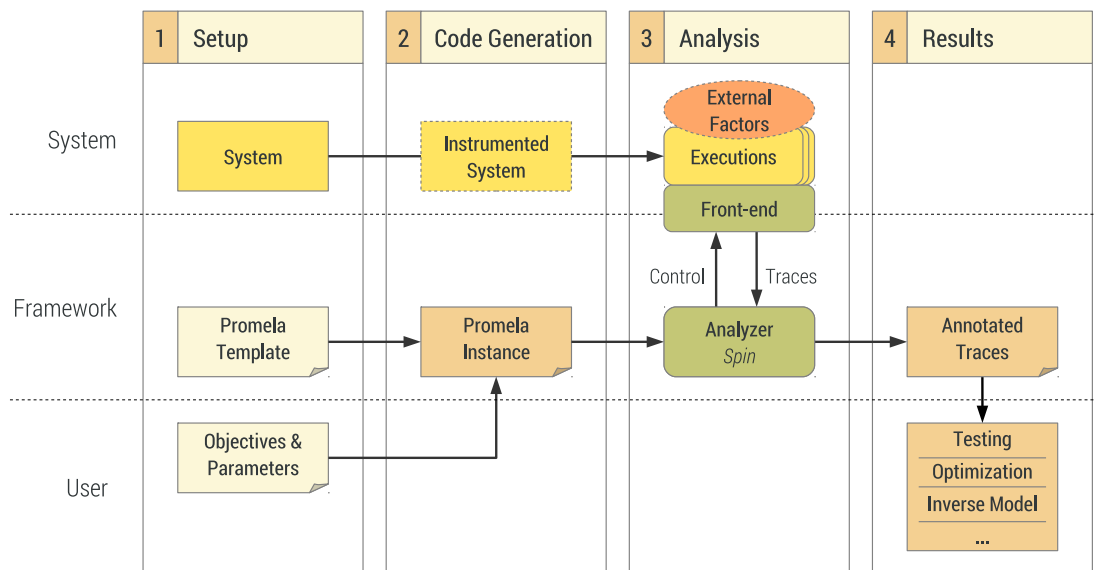 1 Setup
2 Code Generation
3 Analysis
4 Results
System
System
Instrumented
System
External
Factors
Executions
Front-end
Control
Traces
Framework
Promela
Template
Promela
Instance
Analyzer
Spin
Annotated
Traces
User
Objectives &
Parameters
Testing
Optimization
Inverse Model
...